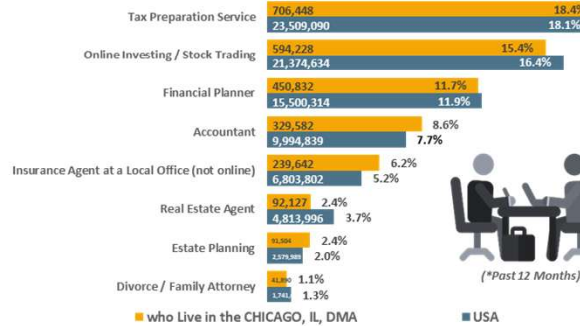 Tax Preparation Service 706,448 18.4%
23,509,090 18.1%
Online Investing / Stock Trading 594,228 15.4%
21,374,634 16.4%
Financial Planner 450,832 11.7%
15,500,314 11.9%
Accountant 329,582 8.6%
9,994,839 7.7%
Insurance Agent at a Local Office (not online) 239,642 6.2%
6,803,802 5.2%
Real Estate Agent 92,127 2.4%
4,813,996 3.7%
Estate Planning 91,504 2.4%
2,579,989 2.0%
Divorce / Family Attorney 41,890 1.1%
1.3%
(*Past 12 Months)
who Live in the CHICAGO, IL, DMA USA